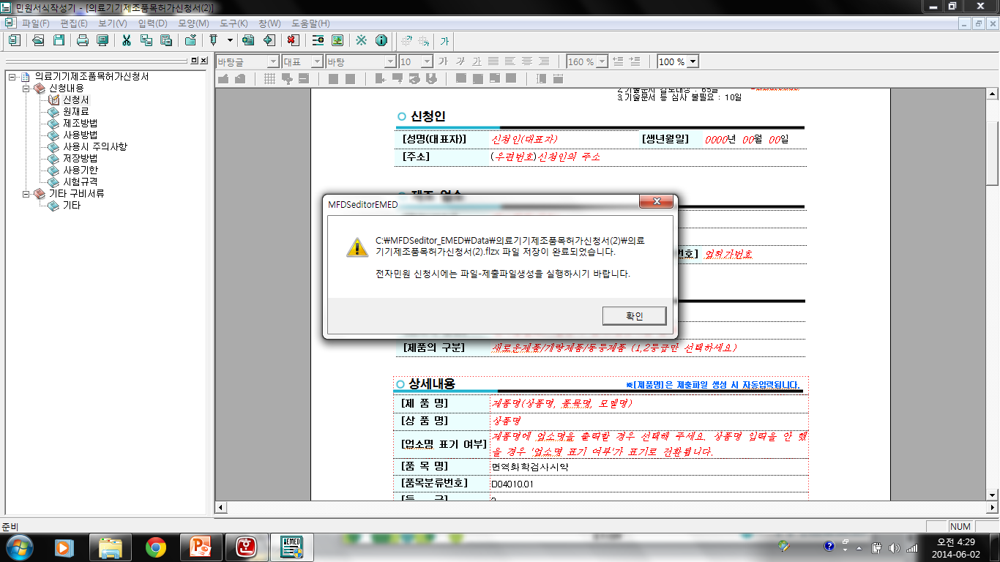 민원서식작성기 - [의료기기제조품목허가신청서(2)]
파일(F) 편집(E) 보기(V) 입력(D) 모양(M) 도구(K) 창(W) 도움말(H)
바탕글 대표 바탕 10 가 가 가 160 % 100 %
의료기기제조품목허가신청서
신청내용
신청서
원재료
제조방법
사용방법
사용시 주의사항
저장방법
사용기한
시험규격
기타 구비서류
기타
3.기술문서 등 심사 불필요 : 10일
신청인
[성명(대표자)] 신청인(대표자) [생년월일] 0000년 00월 00일
[주소] (우편번호)신청인의 주소
제조 업소
번호] 업허가번호
MFDSeditorEMED
C:\MFDSeditor_EMED\Data\의료기기제조품목허가신청서(2)\의료
기기제조품목허가신청서(2).flzx 파일 저장이 완료되었습니다.
전자민원 신청시에는 파일-제출파일생성을 실행하시기 바랍니다.
확인
[제품의 구분] 새로운제품/개량제품/동등제품 (1,2등급만 선택하세요)
상세내용 ※[제품명]은 제출파일 생성 시 자동입력됩니다.
[제 품 명] 제품명(상품명, 품목명, 모델명)
[상 품 명] 상품명
[업소명 표기 여부] 제품명에 업소명을 출력할 경우 선택해 주세요. 상품명 입력을 안 했
을 경우 '업소명 표기 여부'가 표기로 전환됩니다.
[품 목 명] 면역화학검사시약
[품목분류번호] D04010.01
준비
NUM
오전 4:29
2014-06-02